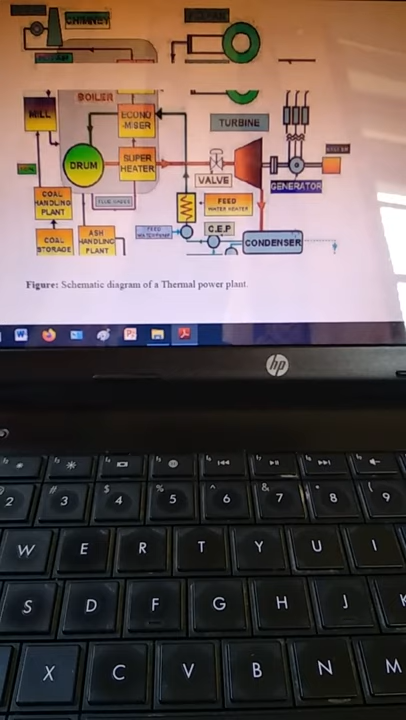 CHIMNEY
BOILER
MILL
ECONO
-MISER
TURBINE
DRUM
SUPER
HEATER
VALVE
GENERATOR
COAL
HANDLING
PLANT
FLUE GASES
FEED
WATER HEATER
C.E.P
COAL
STORAGE
ASH
HANDLING
PLANT
CONDENSER
Figure: Schematic diagram of a Thermal power plant.
hp
2 # 3 $ 4 % 5 ^ 6 & 7 * 8 ( 9
W E R T Y U I
S D F G H J K
X C V B N M